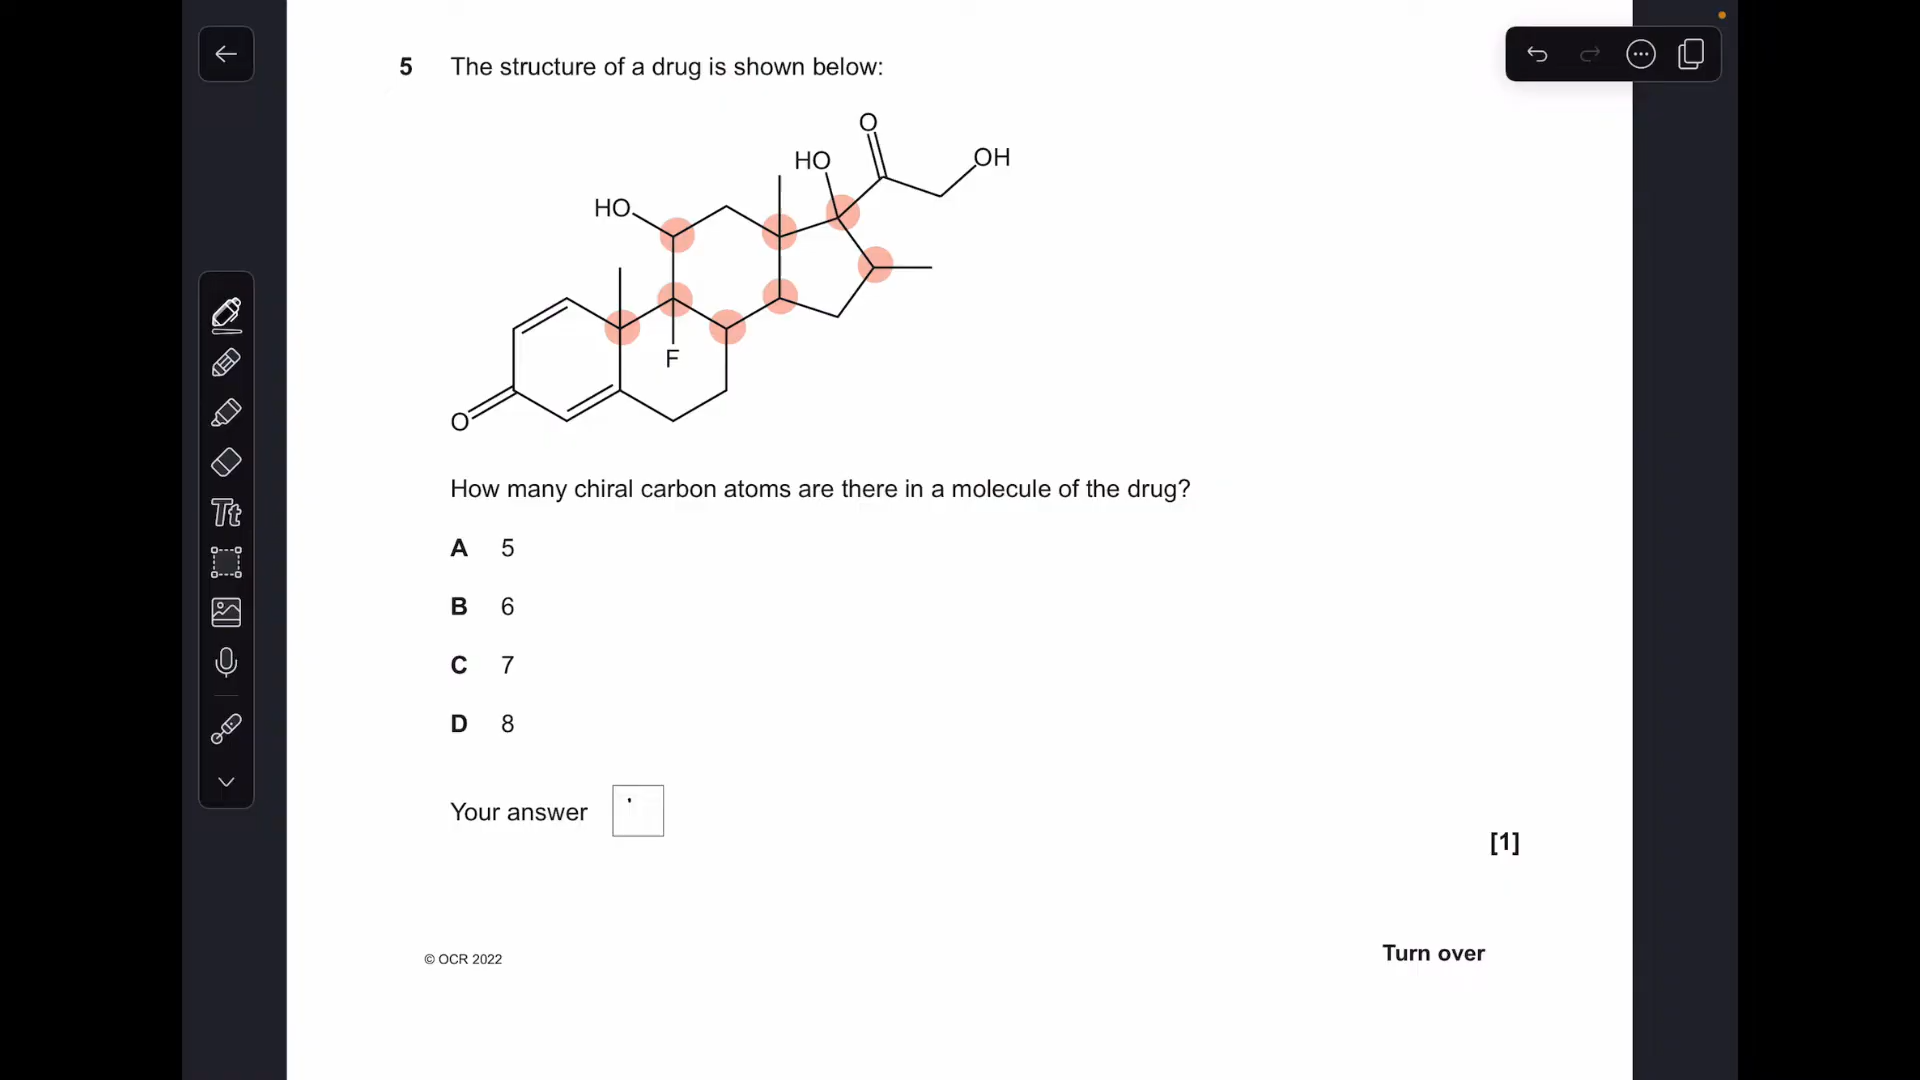 5 The structure of a drug is shown below:
O
HO
OH
HO
F
O
How many chiral carbon atoms are there in a molecule of the drug?
A 5
B 6
C 7
D 8
Your answer
[1]
Turn over
© OCR 2022
Tt